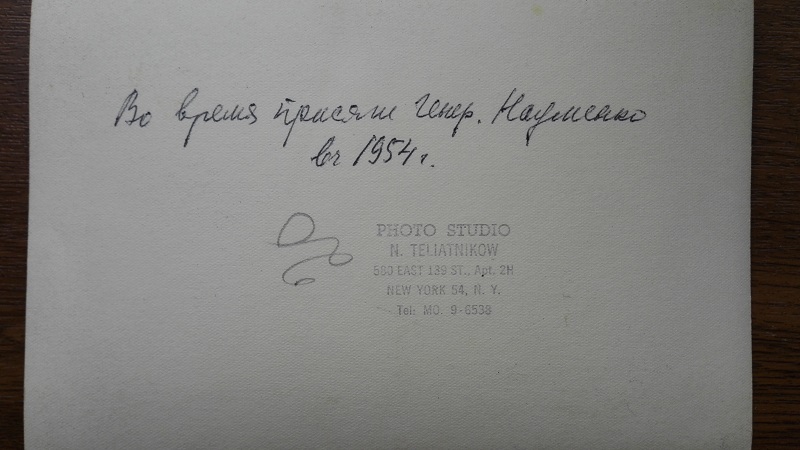 Во время присяги Генер. Науменко
въ 1954 г.
PHOTO STUDIO
N. TELIATNIKOW
560 EAST 139 ST., Apt. 2H
NEW YORK 54, N. Y.
Tel: MO. 9-6538